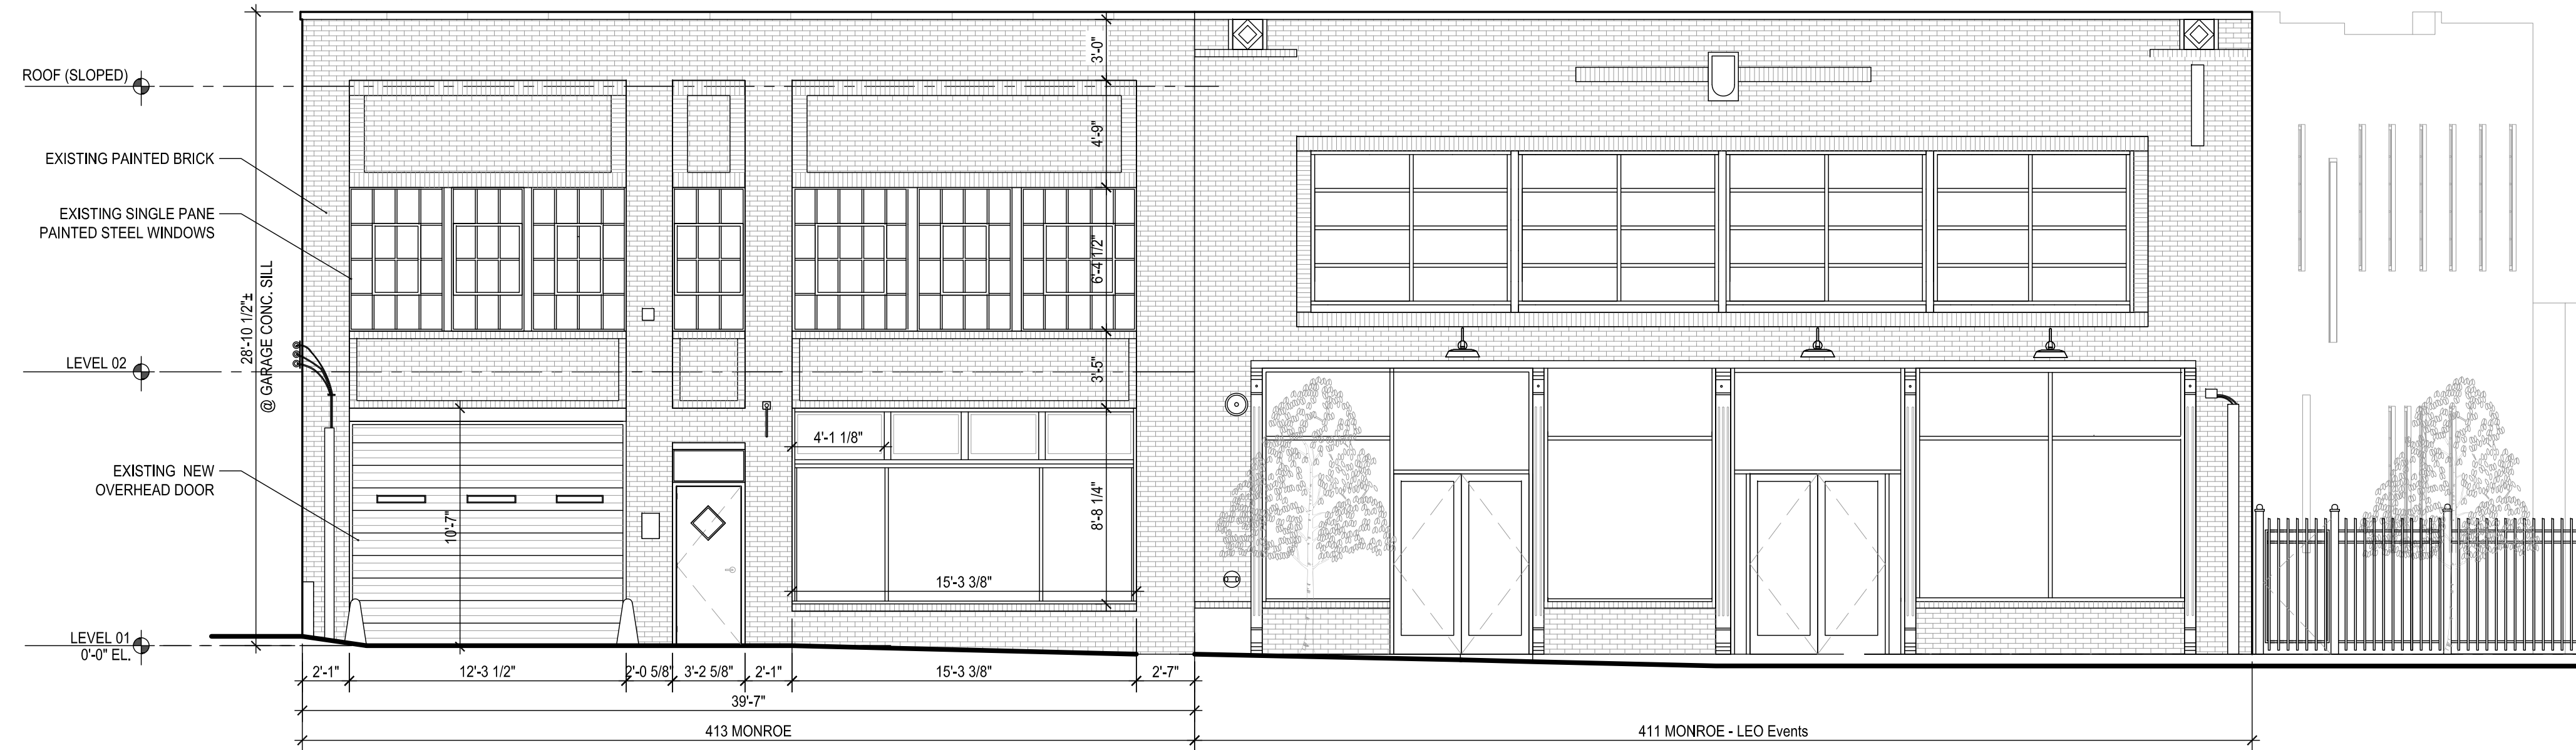 3'-0"
ROOF (SLOPED)
4'-9"
EXISTING PAINTED BRICK
EXISTING SINGLE PANE
PAINTED STEEL WINDOWS
6'-4 1/2"
28'-10 1/2"±
@ GARAGE CONC. SILL
LEVEL 02
3'-5"
4'-1 1/8"
EXISTING  NEW
OVERHEAD DOOR
10'-7"
8'-8 1/4"
15'-3 3/8"
LEVEL 01
0'-0" EL.
2'-1"
12'-3 1/2"
2'-0 5/8"
3'-2 5/8"
2'-1"
15'-3 3/8"
2'-7"
39'-7"
413 MONROE
411 MONROE - LEO Events